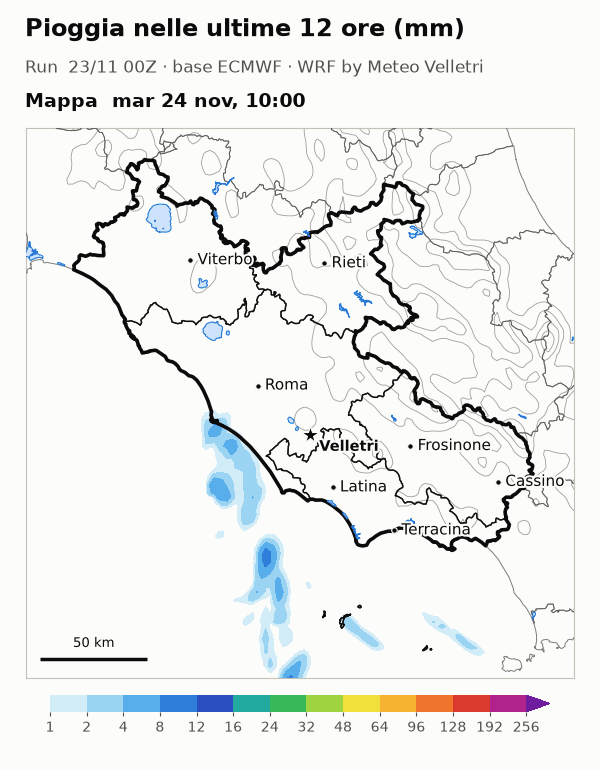 Pioggia nelle ultime 12 ore (mm)
Run  23/11 00Z · base ECMWF · WRF by Meteo Velletri
Mappa  mar 24 nov, 10:00
Viterbo
Rieti
Roma
Velletri
Frosinone
Latina
Cassino
Terracina
50 km
1 2 4 8 12 16 24 32 48 64 96 128 192 256